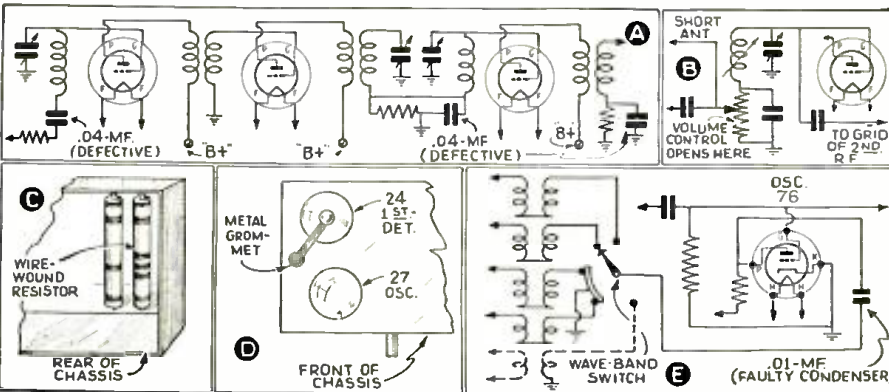 A
.04-MF.
(DEFECTIVE)
"B+"
"B+"
.04-MF
(DEFECTIVE)
B+
SHORT
ANT
B
VOLUME
CONTROL
OPENS HERE
TO GRID
OF 2ND.
R F
C
WIRE-
WOUND
RESISTOR
REAR OF
CHASSIS
METAL
GROM-
MET
24
1ST.-
DET.
27
OSC.
D
FRONT OF
CHASSIS
OSC.
76
WAVE-BAND
SWITCH
E
.01-MF.
(FAULTY CONDENSER)